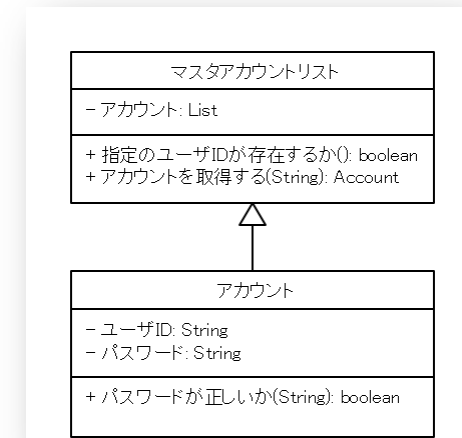 マスタアカウントリスト
- アカウント: List
+ 指定のユーザIDが存在するか(): boolean
+ アカウントを取得する(String): Account
アカウント
- ユーザID: String
- パスワード: String
+ パスワードが正しいか(String): boolean